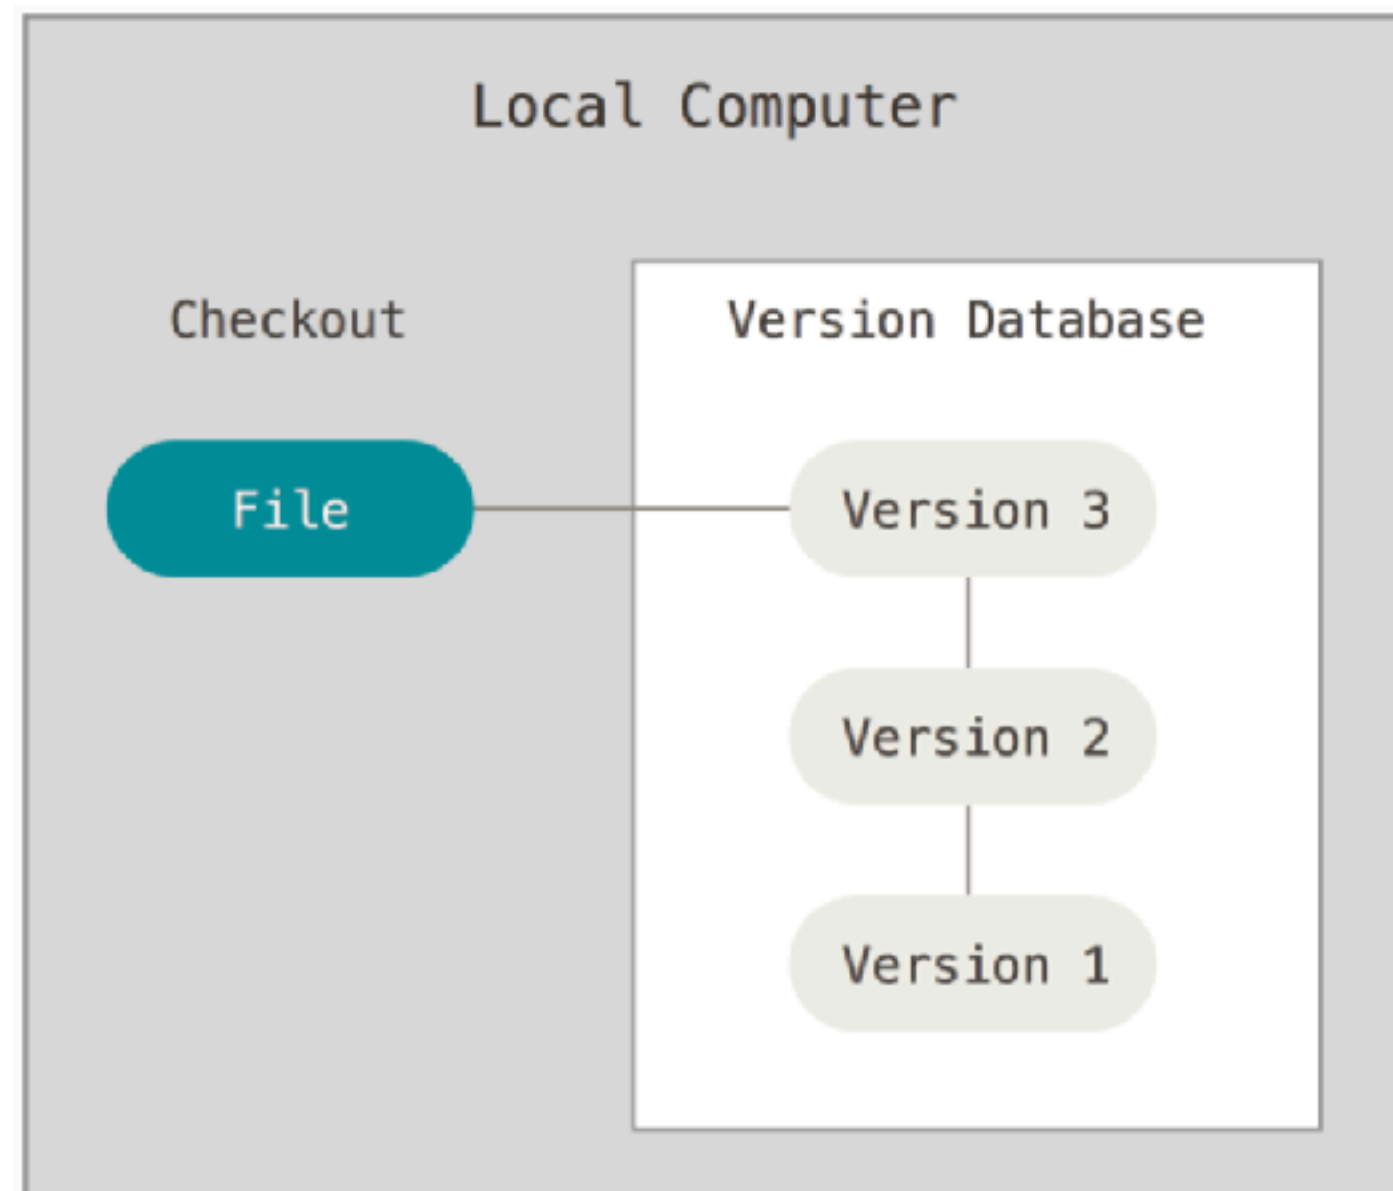 Local Computer
Checkout
Version Database
File
Version 3
Version 2
Version 1